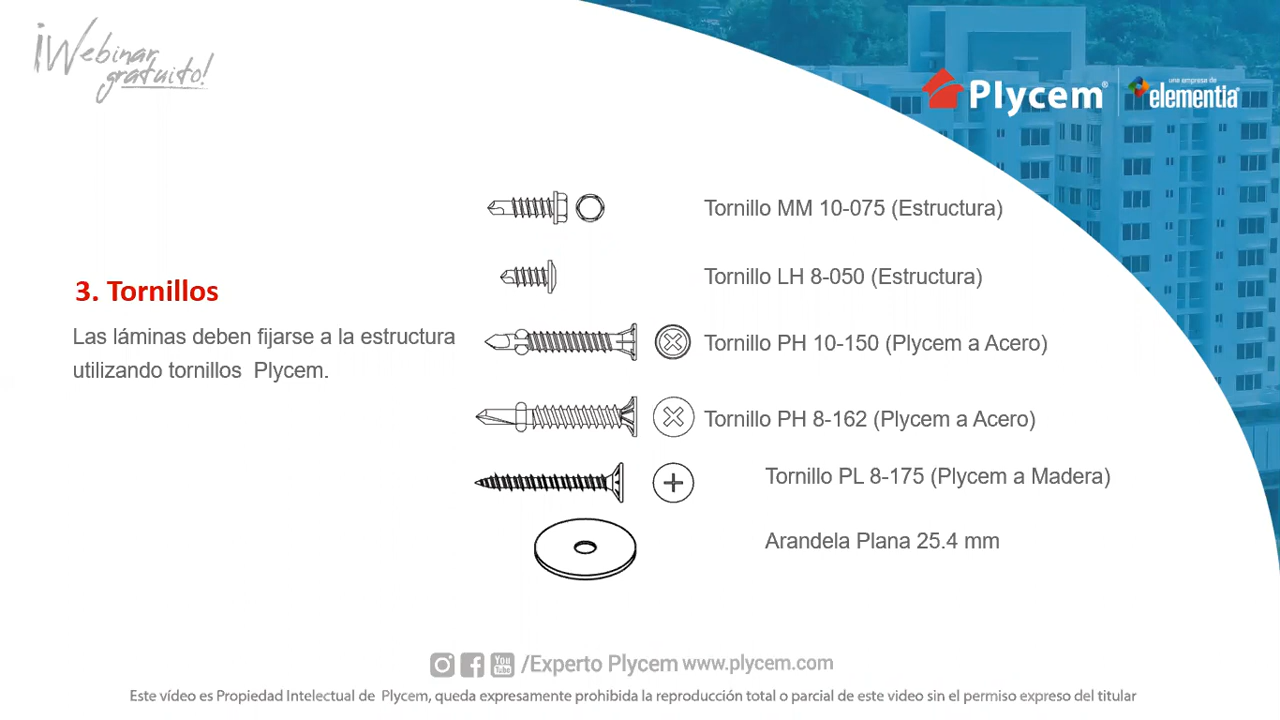 ¡Webinar
gratuito!
Plycem®
una empresa de
elementia®
Tornillo MM 10-075 (Estructura)
Tornillo LH 8-050 (Estructura)
3. Tornillos
Las láminas deben fijarse a la estructura
utilizando tornillos  Plycem.
Tornillo PH 10-150 (Plycem a Acero)
Tornillo PH 8-162 (Plycem a Acero)
Tornillo PL 8-175 (Plycem a Madera)
Arandela Plana 25.4 mm
You Tube /Experto Plycem www.plycem.com
Este vídeo es Propiedad Intelectual de  Plycem, queda expresamente prohibida la reproducción total o parcial de este video sin el permiso expreso del titular